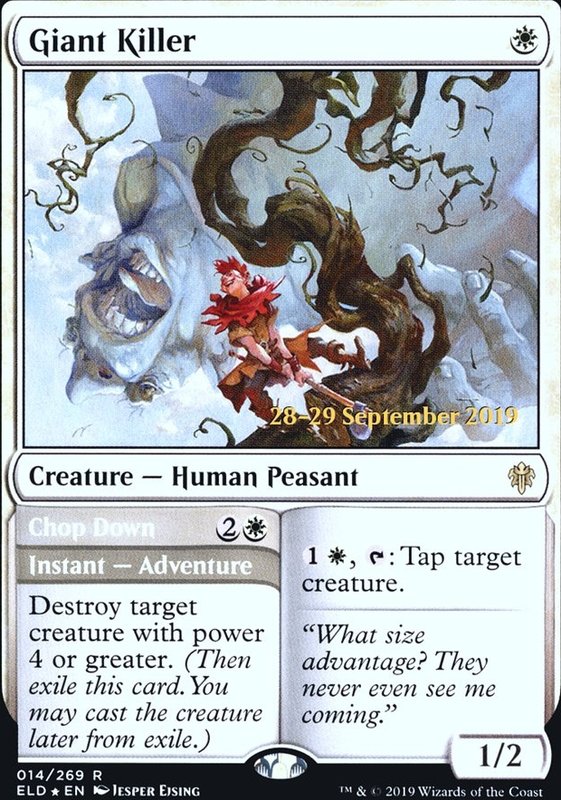 Giant Killer
28-29 September 2019
Creature — Human Peasant
Chop Down 2
Instant — Adventure
Destroy target
creature with power
4 or greater. (Then
exile this card. You
may cast the creature
later from exile.)
1 , : Tap target
creature.
“What size
advantage? They
never even see me
coming.”
1/2
014/269 R
ELD ★ EN Jesper Ejsing
™ & © 2019 Wizards of the Coast